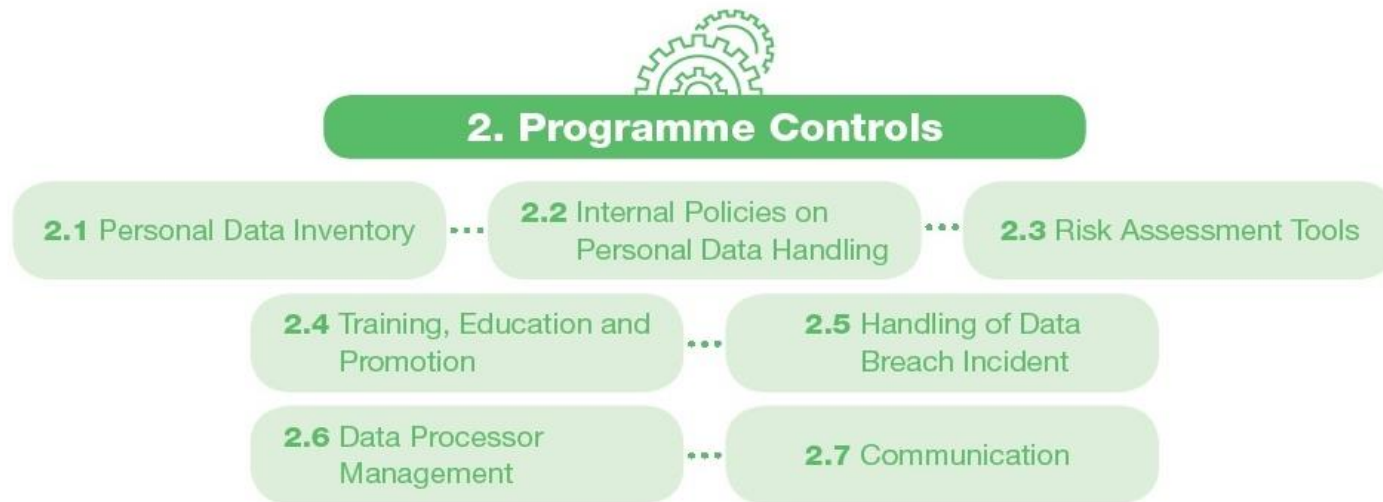 2. Programme Controls
2.1 Personal Data Inventory
2.2 Internal Policies on
Personal Data Handling
2.3 Risk Assessment Tools
2.4 Training, Education and
Promotion
2.5 Handling of Data
Breach Incident
2.6 Data Processor
Management
2.7 Communication